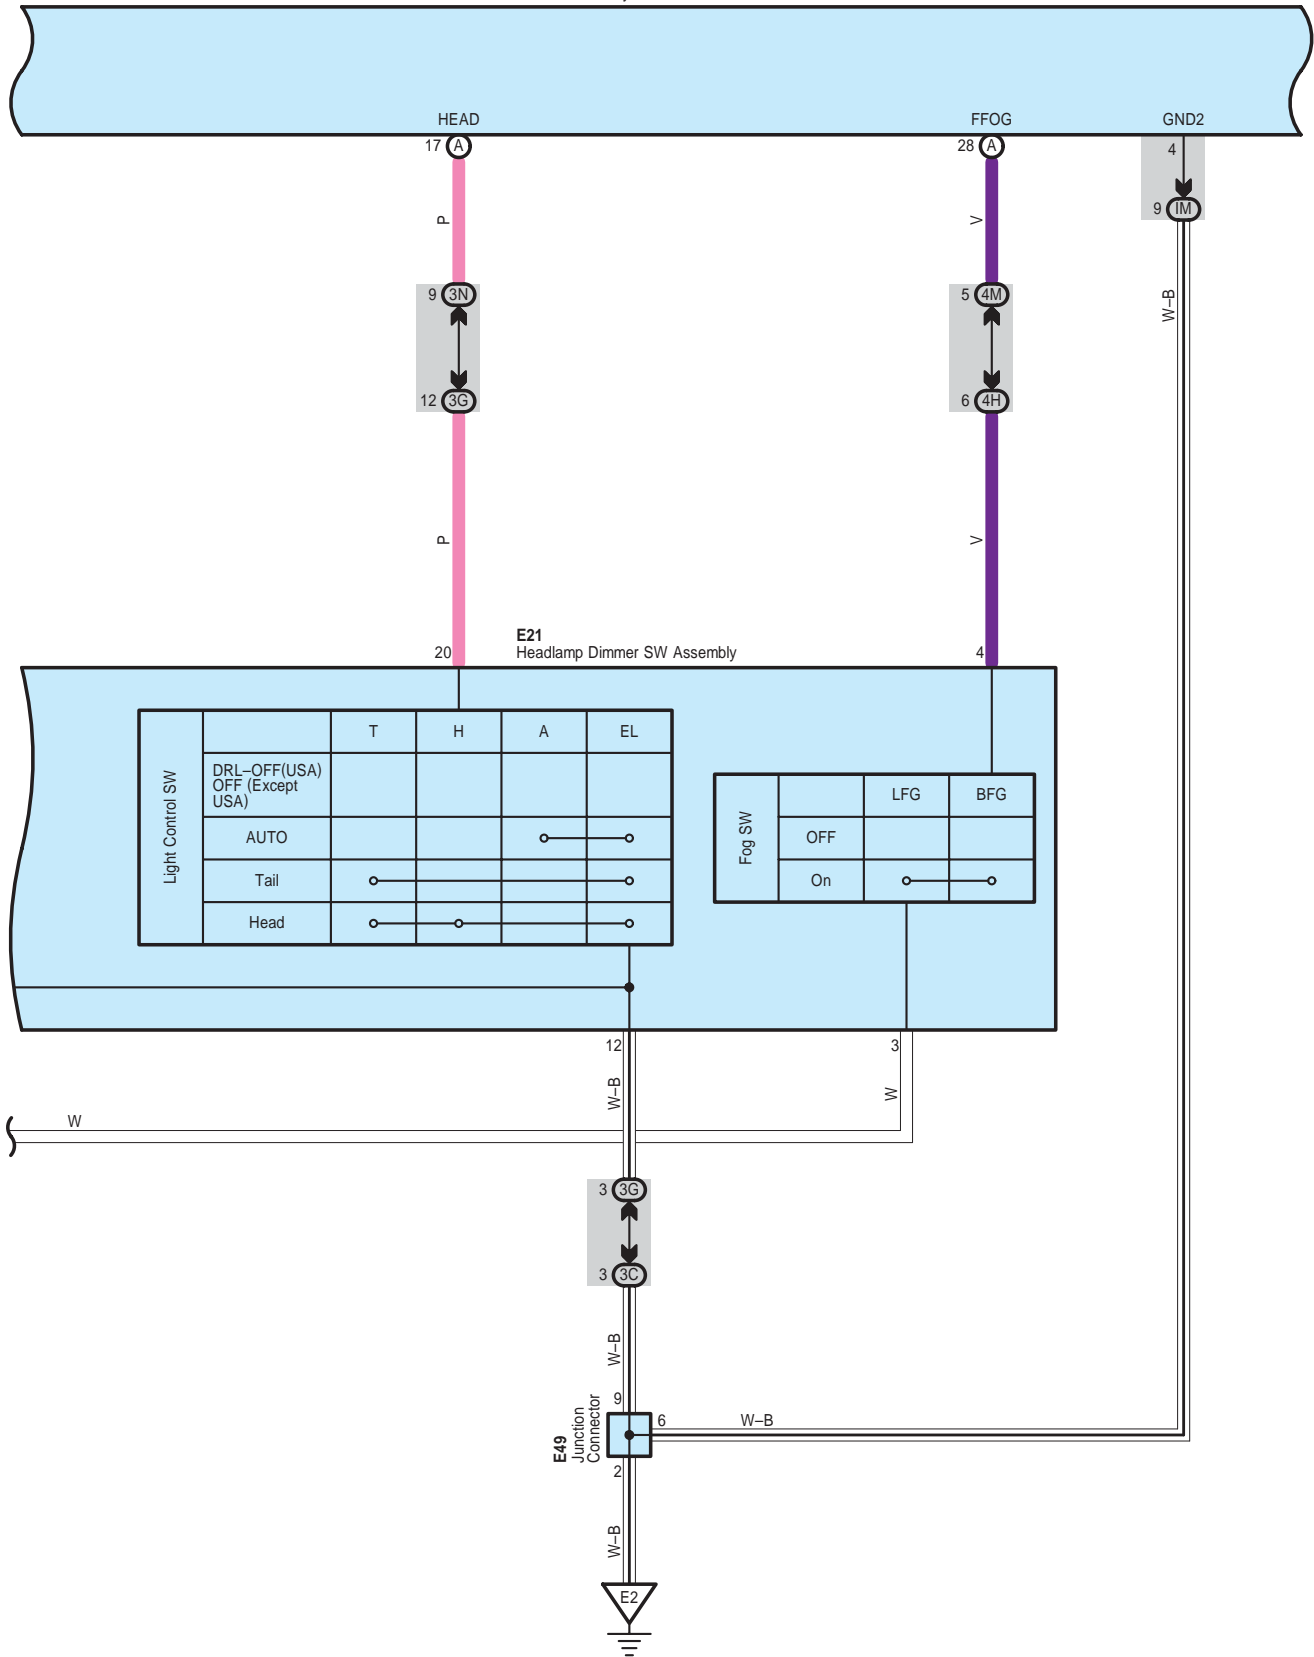 HEAD
FFOG
GND2
17 A
28 A
4
9 IM
P
V
W–B
9 3N
5 4M
12 3G
6 4H
P
V
E21
Headlamp Dimmer SW Assembly
20
4
Light Control SW
T H A EL
DRL–OFF(USA)
OFF (Except
USA)
AUTO
Tail
Head
Fog SW
LFG BFG
OFF
On
12
3
W–B
W
W
3 3G
3 3C
W–B
9
6
W–B
E49
Junction
Connector
2
W–B
E2